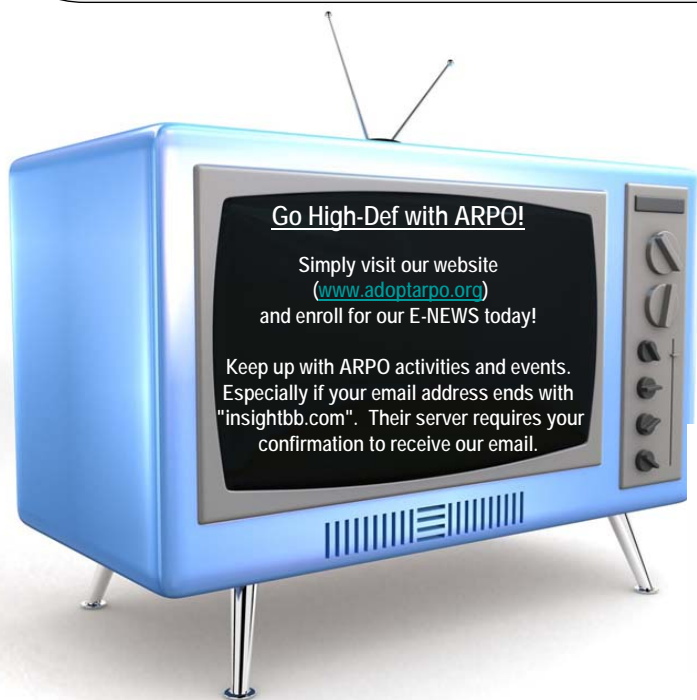 Go High-Def with ARPO!
Simply visit our website
(www.adoptarpo.org)
and enroll for our E-NEWS today!
Keep up with ARPO activities and events.
Especially if your email address ends with
"insightbb.com". Their server requires your
confirmation to receive our email.